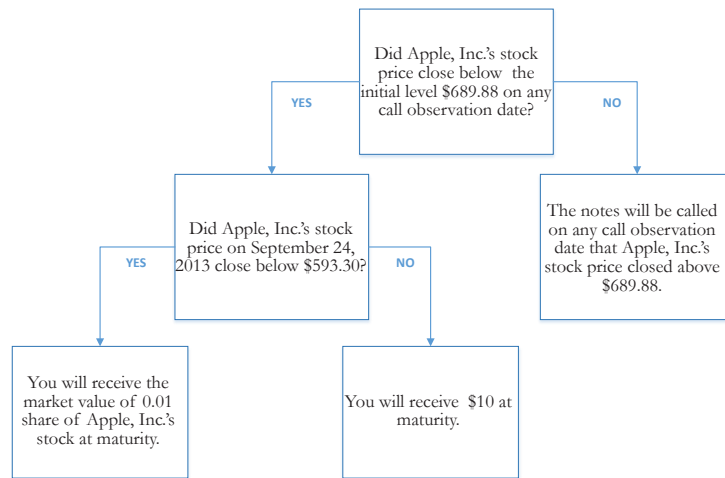 Did Apple, Inc.'s stock
price close below the
initial level $689.88 on any
call observation date?
YES
NO
Did Apple, Inc.'s stock
price on September 24,
2013 close below $593.30?
The notes will be called
on any call observation
date that Apple, Inc.'s
stock price closed above
$689.88.
YES
NO
You will receive the
market value of 0.01
share of Apple, Inc.'s
stock at maturity.
You will receive $10 at
maturity.